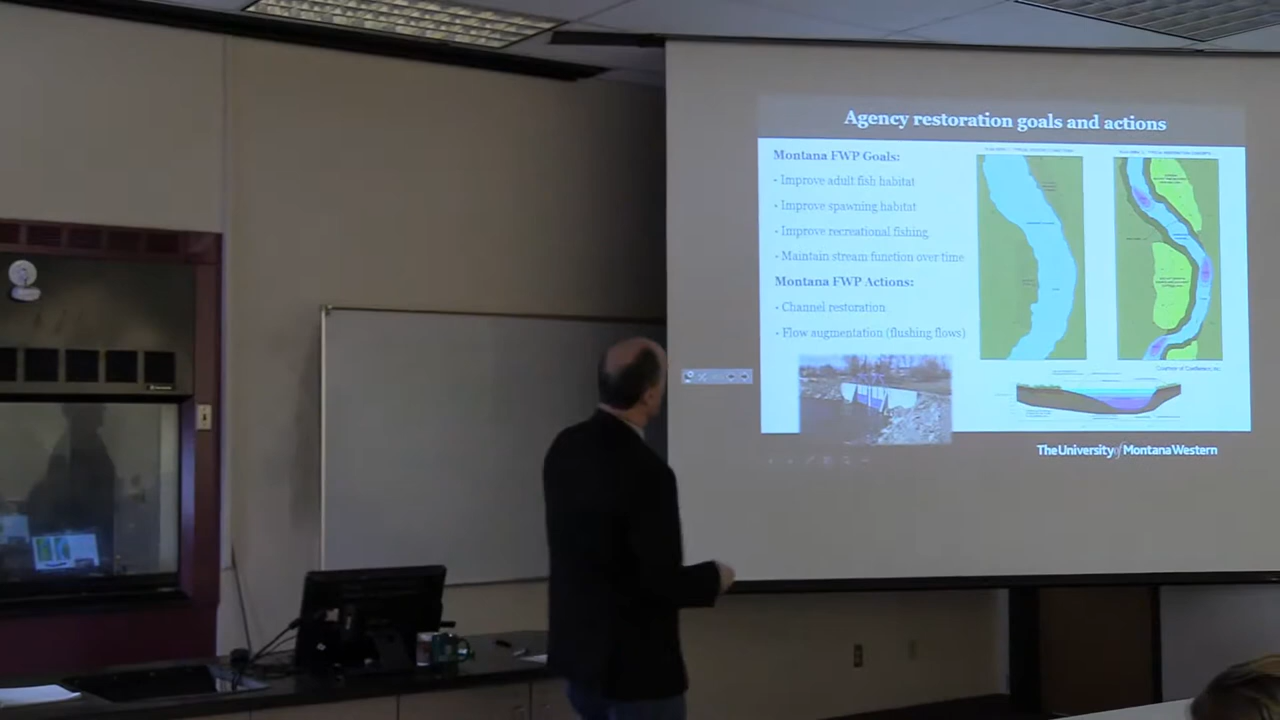 Agency restoration goals and actions
Montana FWP Goals:
• Improve adult fish habitat
• Improve spawning habitat
• Improve recreational fishing
• Maintain stream function over time
Montana FWP Actions:
• Channel restoration
• Flow augmentation (flushing flows)
The University of Montana Western